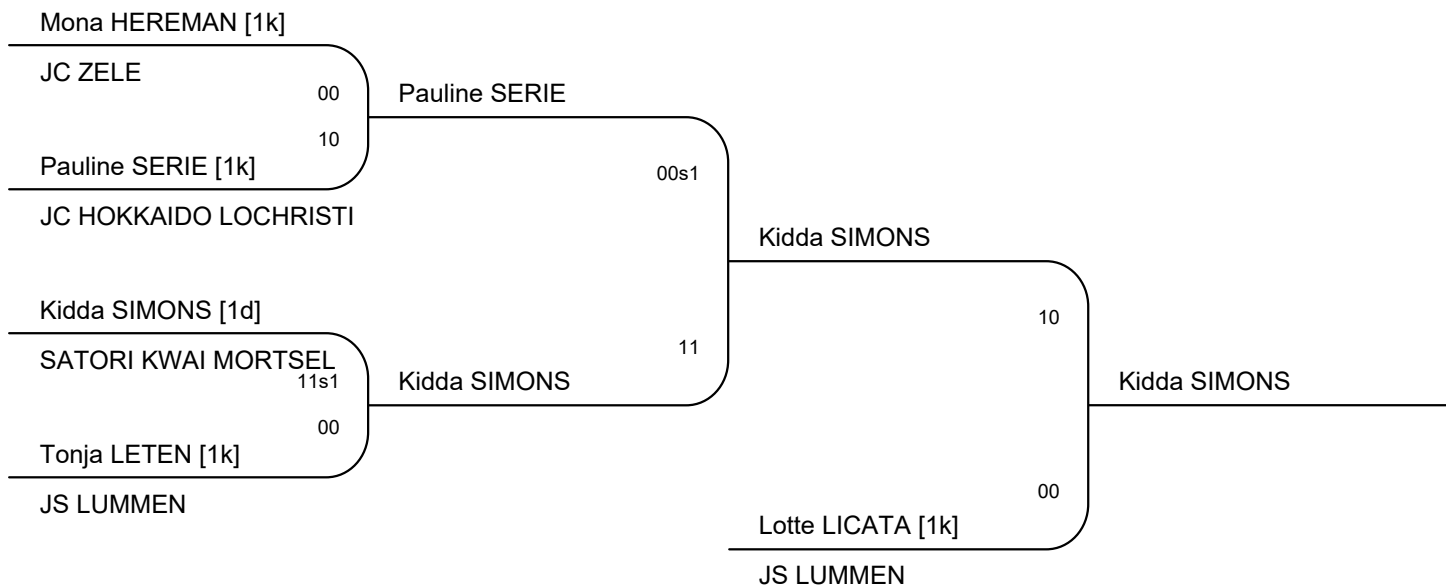 Mona HEREMAN [1k]
JC ZELE
00
Pauline SERIE
10
Pauline SERIE [1k]
00s1
JC HOKKAIDO LOCHRISTI
Kidda SIMONS
Kidda SIMONS [1d]
10
SATORI KWAI MORTSEL
11
11s1
Kidda SIMONS
Kidda SIMONS
00
Tonja LETEN [1k]
00
JS LUMMEN
Lotte LICATA [1k]
JS LUMMEN